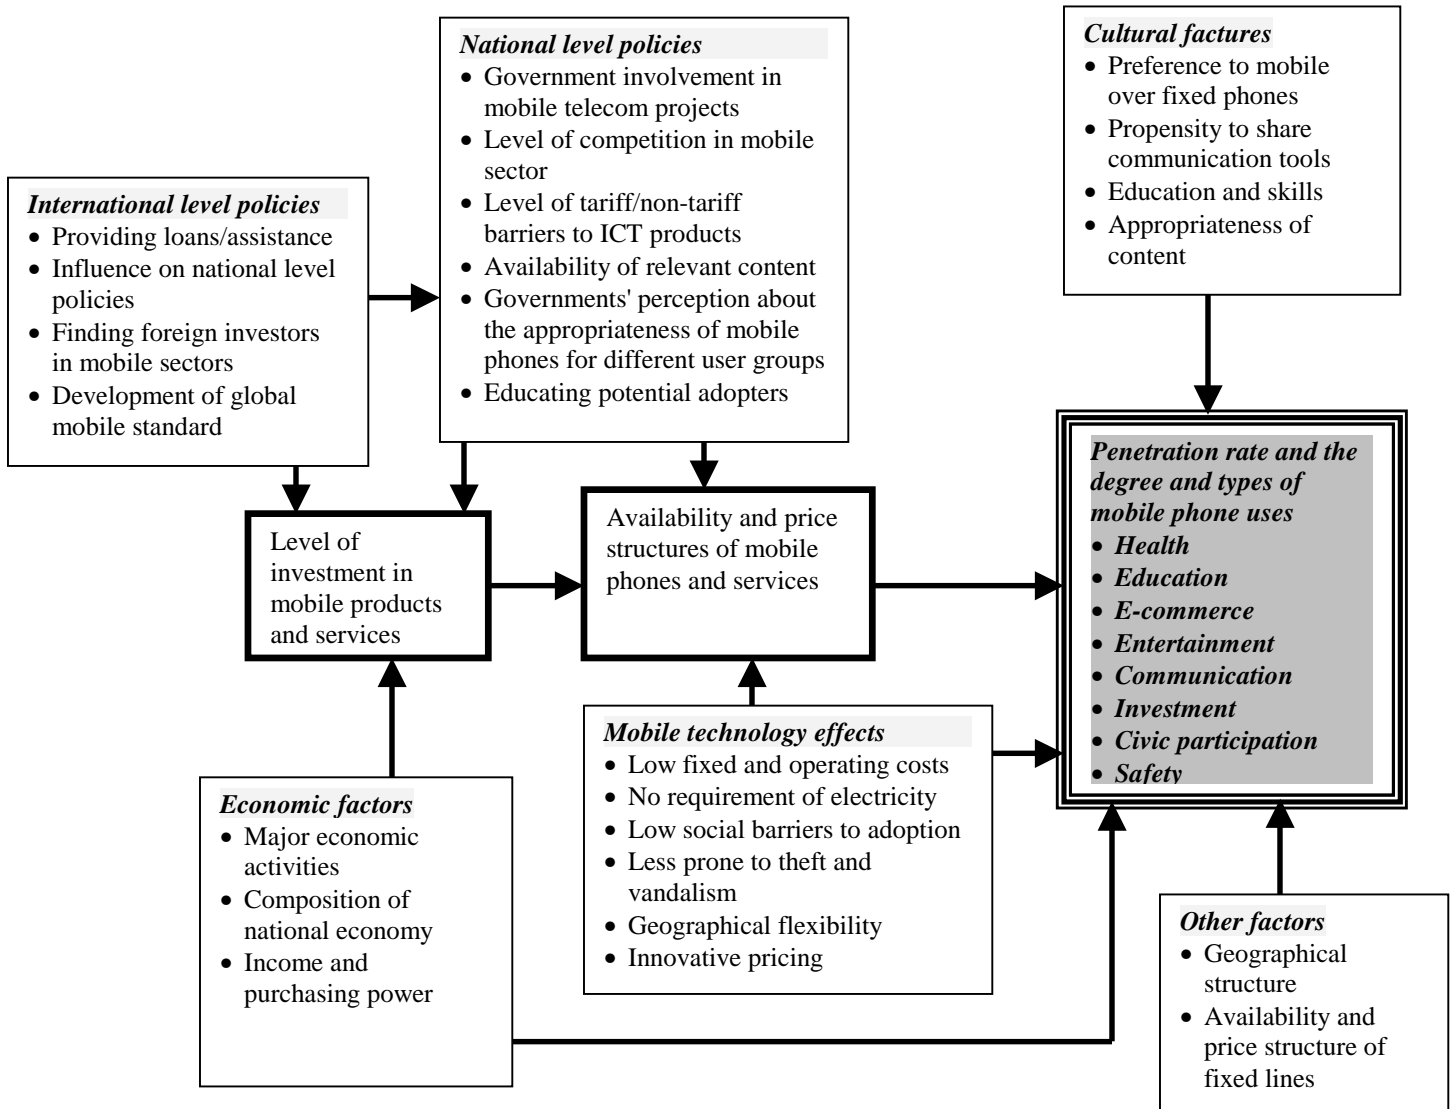 National level policies
• Government involvement in
mobile telecom projects
• Level of competition in mobile
sector
• Level of tariff/non-tariff
barriers to ICT products
• Availability of relevant content
• Governments' perception about
the appropriateness of mobile
phones for different user groups
• Educating potential adopters
Cultural factures
• Preference to mobile
over fixed phones
• Propensity to share
communication tools
• Education and skills
• Appropriateness of
content
International level policies
• Providing loans/assistance
• Influence on national level
policies
• Finding foreign investors
in mobile sectors
• Development of global
mobile standard
Level of
investment in
mobile products
and services
Availability and price
structures of mobile
phones and services
Penetration rate and the
degree and types of
mobile phone uses
• Health
• Education
• E-commerce
• Entertainment
• Communication
• Investment
• Civic participation
• Safety
Mobile technology effects
• Low fixed and operating costs
• No requirement of electricity
• Low social barriers to adoption
• Less prone to theft and
vandalism
• Geographical flexibility
• Innovative pricing
Economic factors
• Major economic
activities
• Composition of
national economy
• Income and
purchasing power
Other factors
• Geographical
structure
• Availability and
price structure of
fixed lines